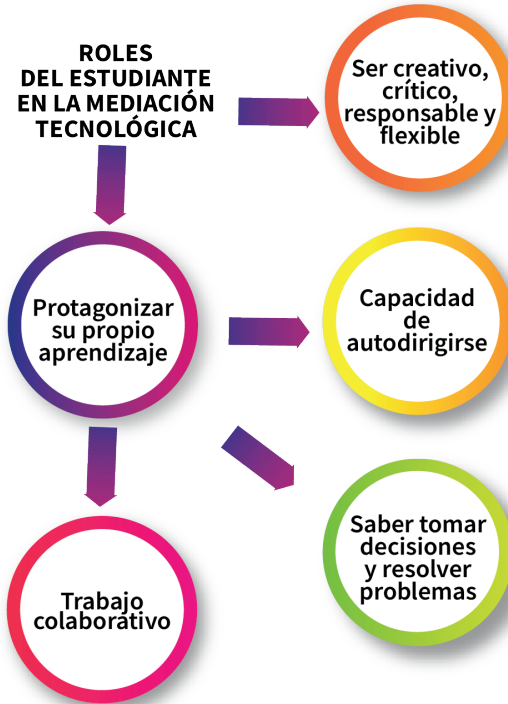 ROLES
DEL ESTUDIANTE
EN LA MEDIACIÓN
TECNOLÓGICA
Ser creativo,
crítico,
responsable y
flexible
Protagonizar
su propio
aprendizaje
Capacidad
de
autodirigirse
Trabajo
colaborativo
Saber tomar
decisiones
y resolver
problemas